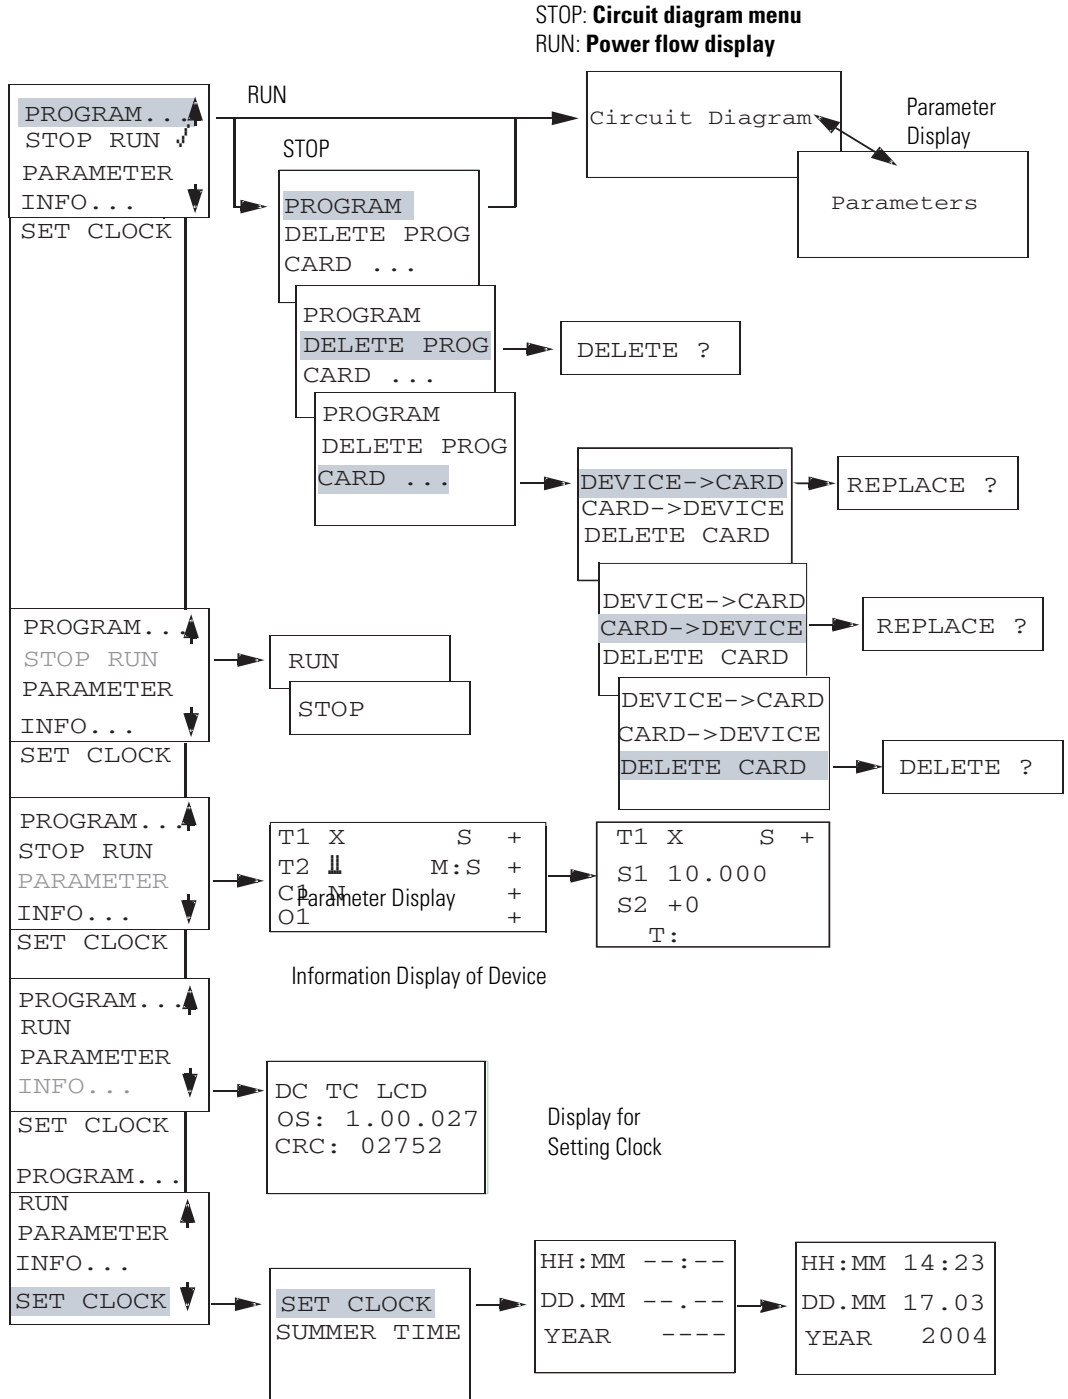 STOP: Circuit diagram menu
RUN: Power flow display
PROGRAM...
STOP RUN √
PARAMETER
INFO...
SET CLOCK
RUN
STOP
PROGRAM
DELETE PROG
CARD ...
Circuit Diagram
Parameter
Display
Parameters
PROGRAM
DELETE PROG
CARD ...
DELETE ?
PROGRAM
DELETE PROG
CARD ...
DEVICE->CARD
CARD->DEVICE
DELETE CARD
REPLACE ?
DEVICE->CARD
CARD->DEVICE
DELETE CARD
REPLACE ?
DEVICE->CARD
CARD->DEVICE
DELETE CARD
DELETE ?
PROGRAM...
STOP RUN
PARAMETER
INFO...
SET CLOCK
RUN
STOP
PROGRAM...
STOP RUN
PARAMETER
INFO...
SET CLOCK
T1 X S +
T2 Ш M:S +
C1 N +
O1 +
Parameter Display
T1 X S +
S1 10.000
S2 +0
T:
Information Display of Device
PROGRAM...
RUN
PARAMETER
INFO...
SET CLOCK
DC TC LCD
OS: 1.00.027
CRC: 02752
Display for
Setting Clock
PROGRAM...
RUN
PARAMETER
INFO...
SET CLOCK
SET CLOCK
SUMMER TIME
HH:MM --:--
DD.MM --.--
YEAR ----
HH:MM 14:23
DD.MM 17.03
YEAR 2004